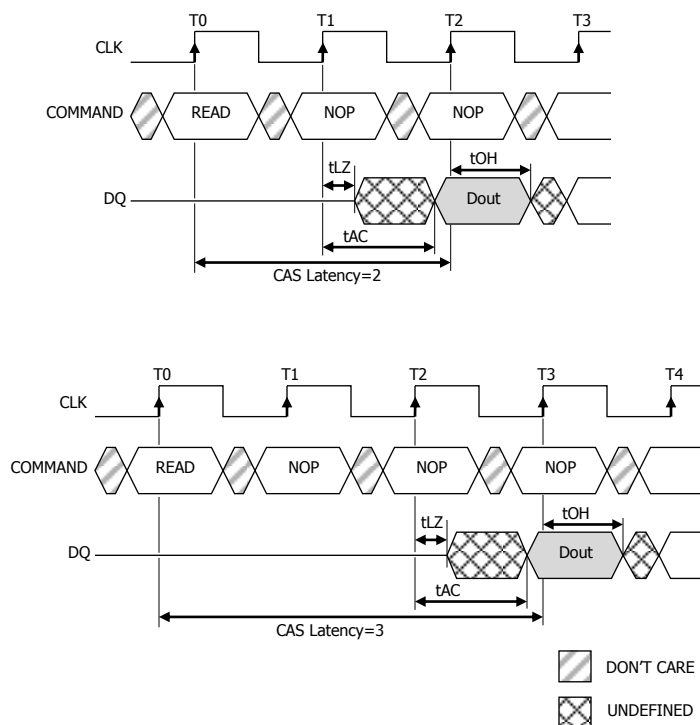 T0 T1 T2 T3
CLK
COMMAND READ NOP NOP
tLZ tOH
DQ Dout
tAC
CAS Latency=2
T0 T1 T2 T3 T4
CLK
COMMAND READ NOP NOP NOP
tLZ tOH
DQ Dout
tAC
CAS Latency=3
DON'T CARE
UNDEFINED